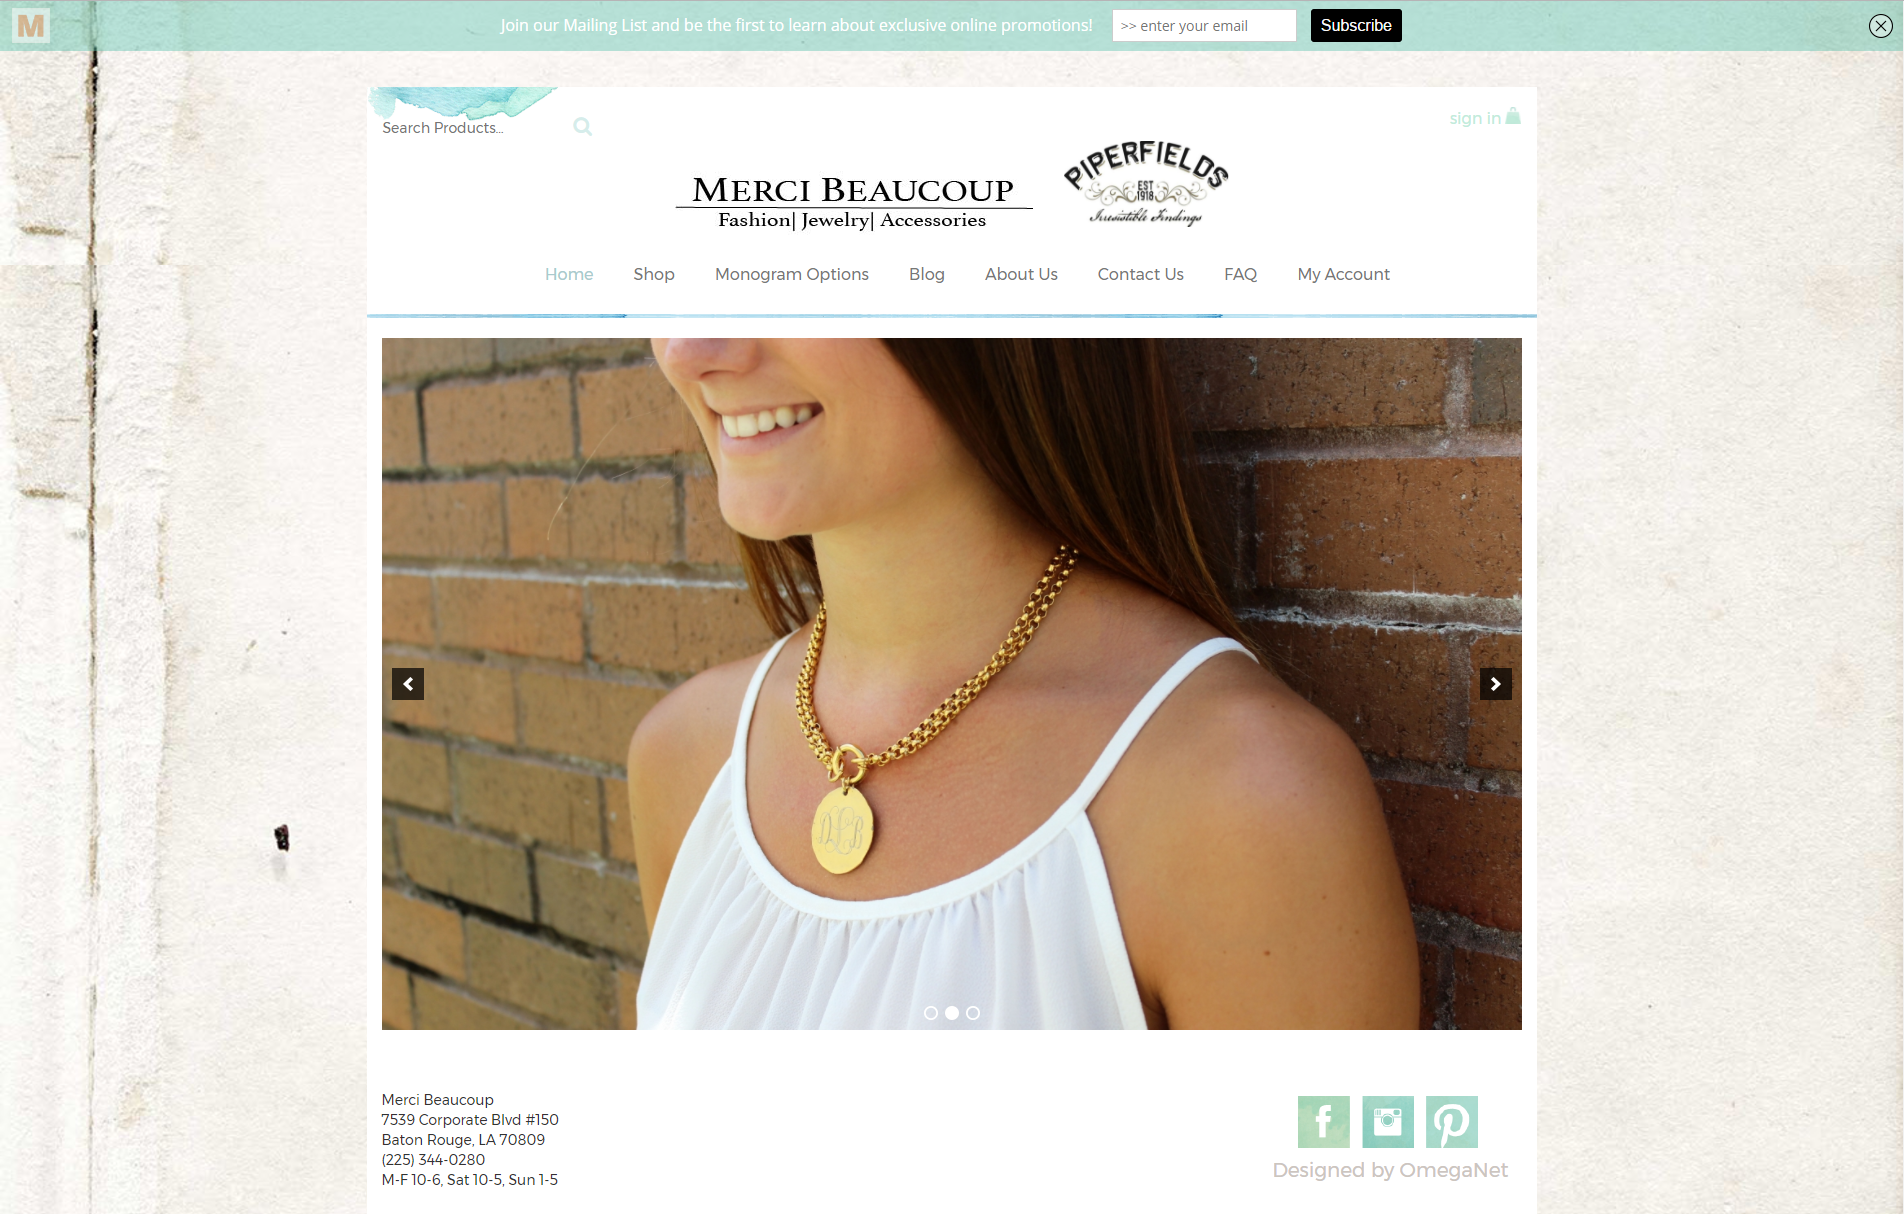 M
Join our Mailing List and be the first to learn about exclusive online promotions!
>> enter your email
Subscribe
Search Products...
sign in
MERCI BEAUCOUP
Fashion| Jewelry| Accessories
PIPERFIELDS
EST
1918
Irresistible Findings
Home
Shop
Monogram Options
Blog
About Us
Contact Us
FAQ
My Account
Merci Beaucoup
7539 Corporate Blvd #150
Baton Rouge, LA 70809
(225) 344-0280
M-F 10-6, Sat 10-5, Sun 1-5
Designed by OmegaNet